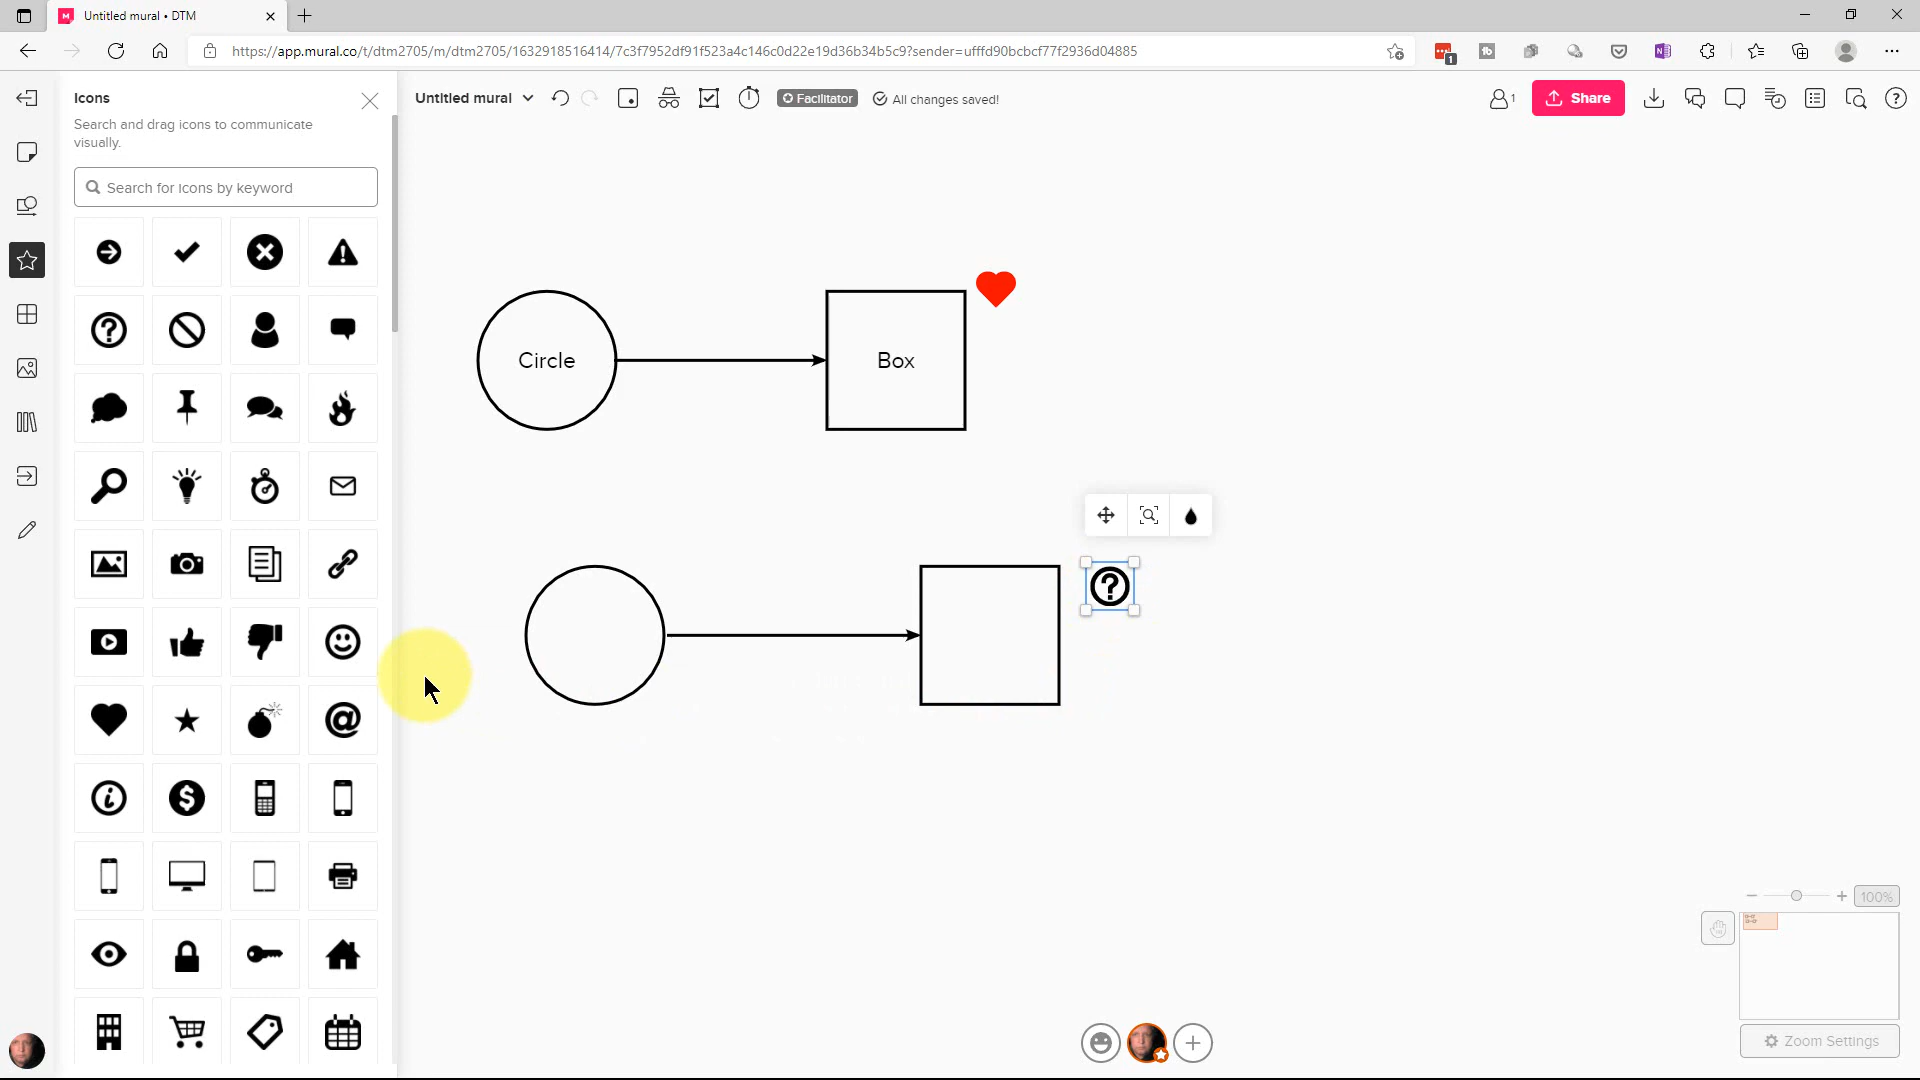 Untitled mural • DTM
https://app.mural.co/t/dtm2705/m/dtm2705/1632918516414/7c3f7952df91f523a4c146c0d22e19d36b34b5c9?sender=ufffd90bcbcf77f2936d04885
1
Icons
Search and drag icons to communicate
visually.
Search for icons by keyword
Untitled mural
Facilitator
All changes saved!
1
Share
Circle
Box
100%
Zoom Settings